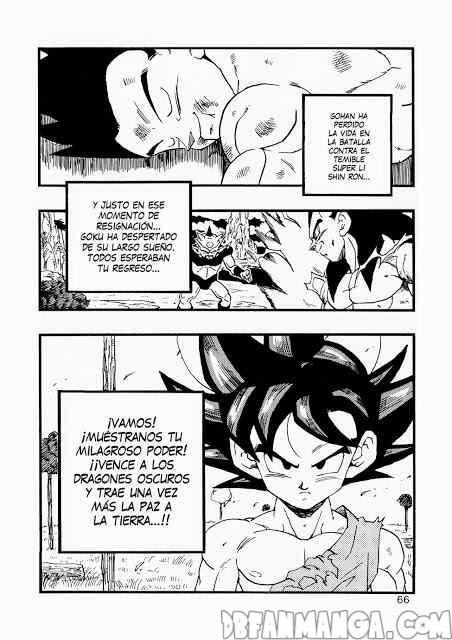 GOHAN HA
PERDIDO
LA VIDA EN
LA BATALLA
CONTRA EL
TEMIBLE
SUPER LI
SHIN RON...
Y JUSTO EN ESE
MOMENTO DE
RESIGNACIÓN...
GOKU HA DESPERTADO
DE SU LARGO SUEÑO.
TODOS ESPERABAN
TU REGRESO...
¡VAMOS!
¡MUÉSTRANOS TU
MILAGROSO PODER!
¡¡VENCE A LOS
DRAGONES OSCUROS
Y TRAE UNA VEZ
MÁS LA PAZ A
LA TIERRA...!!
66
DBFANMANGA.COM